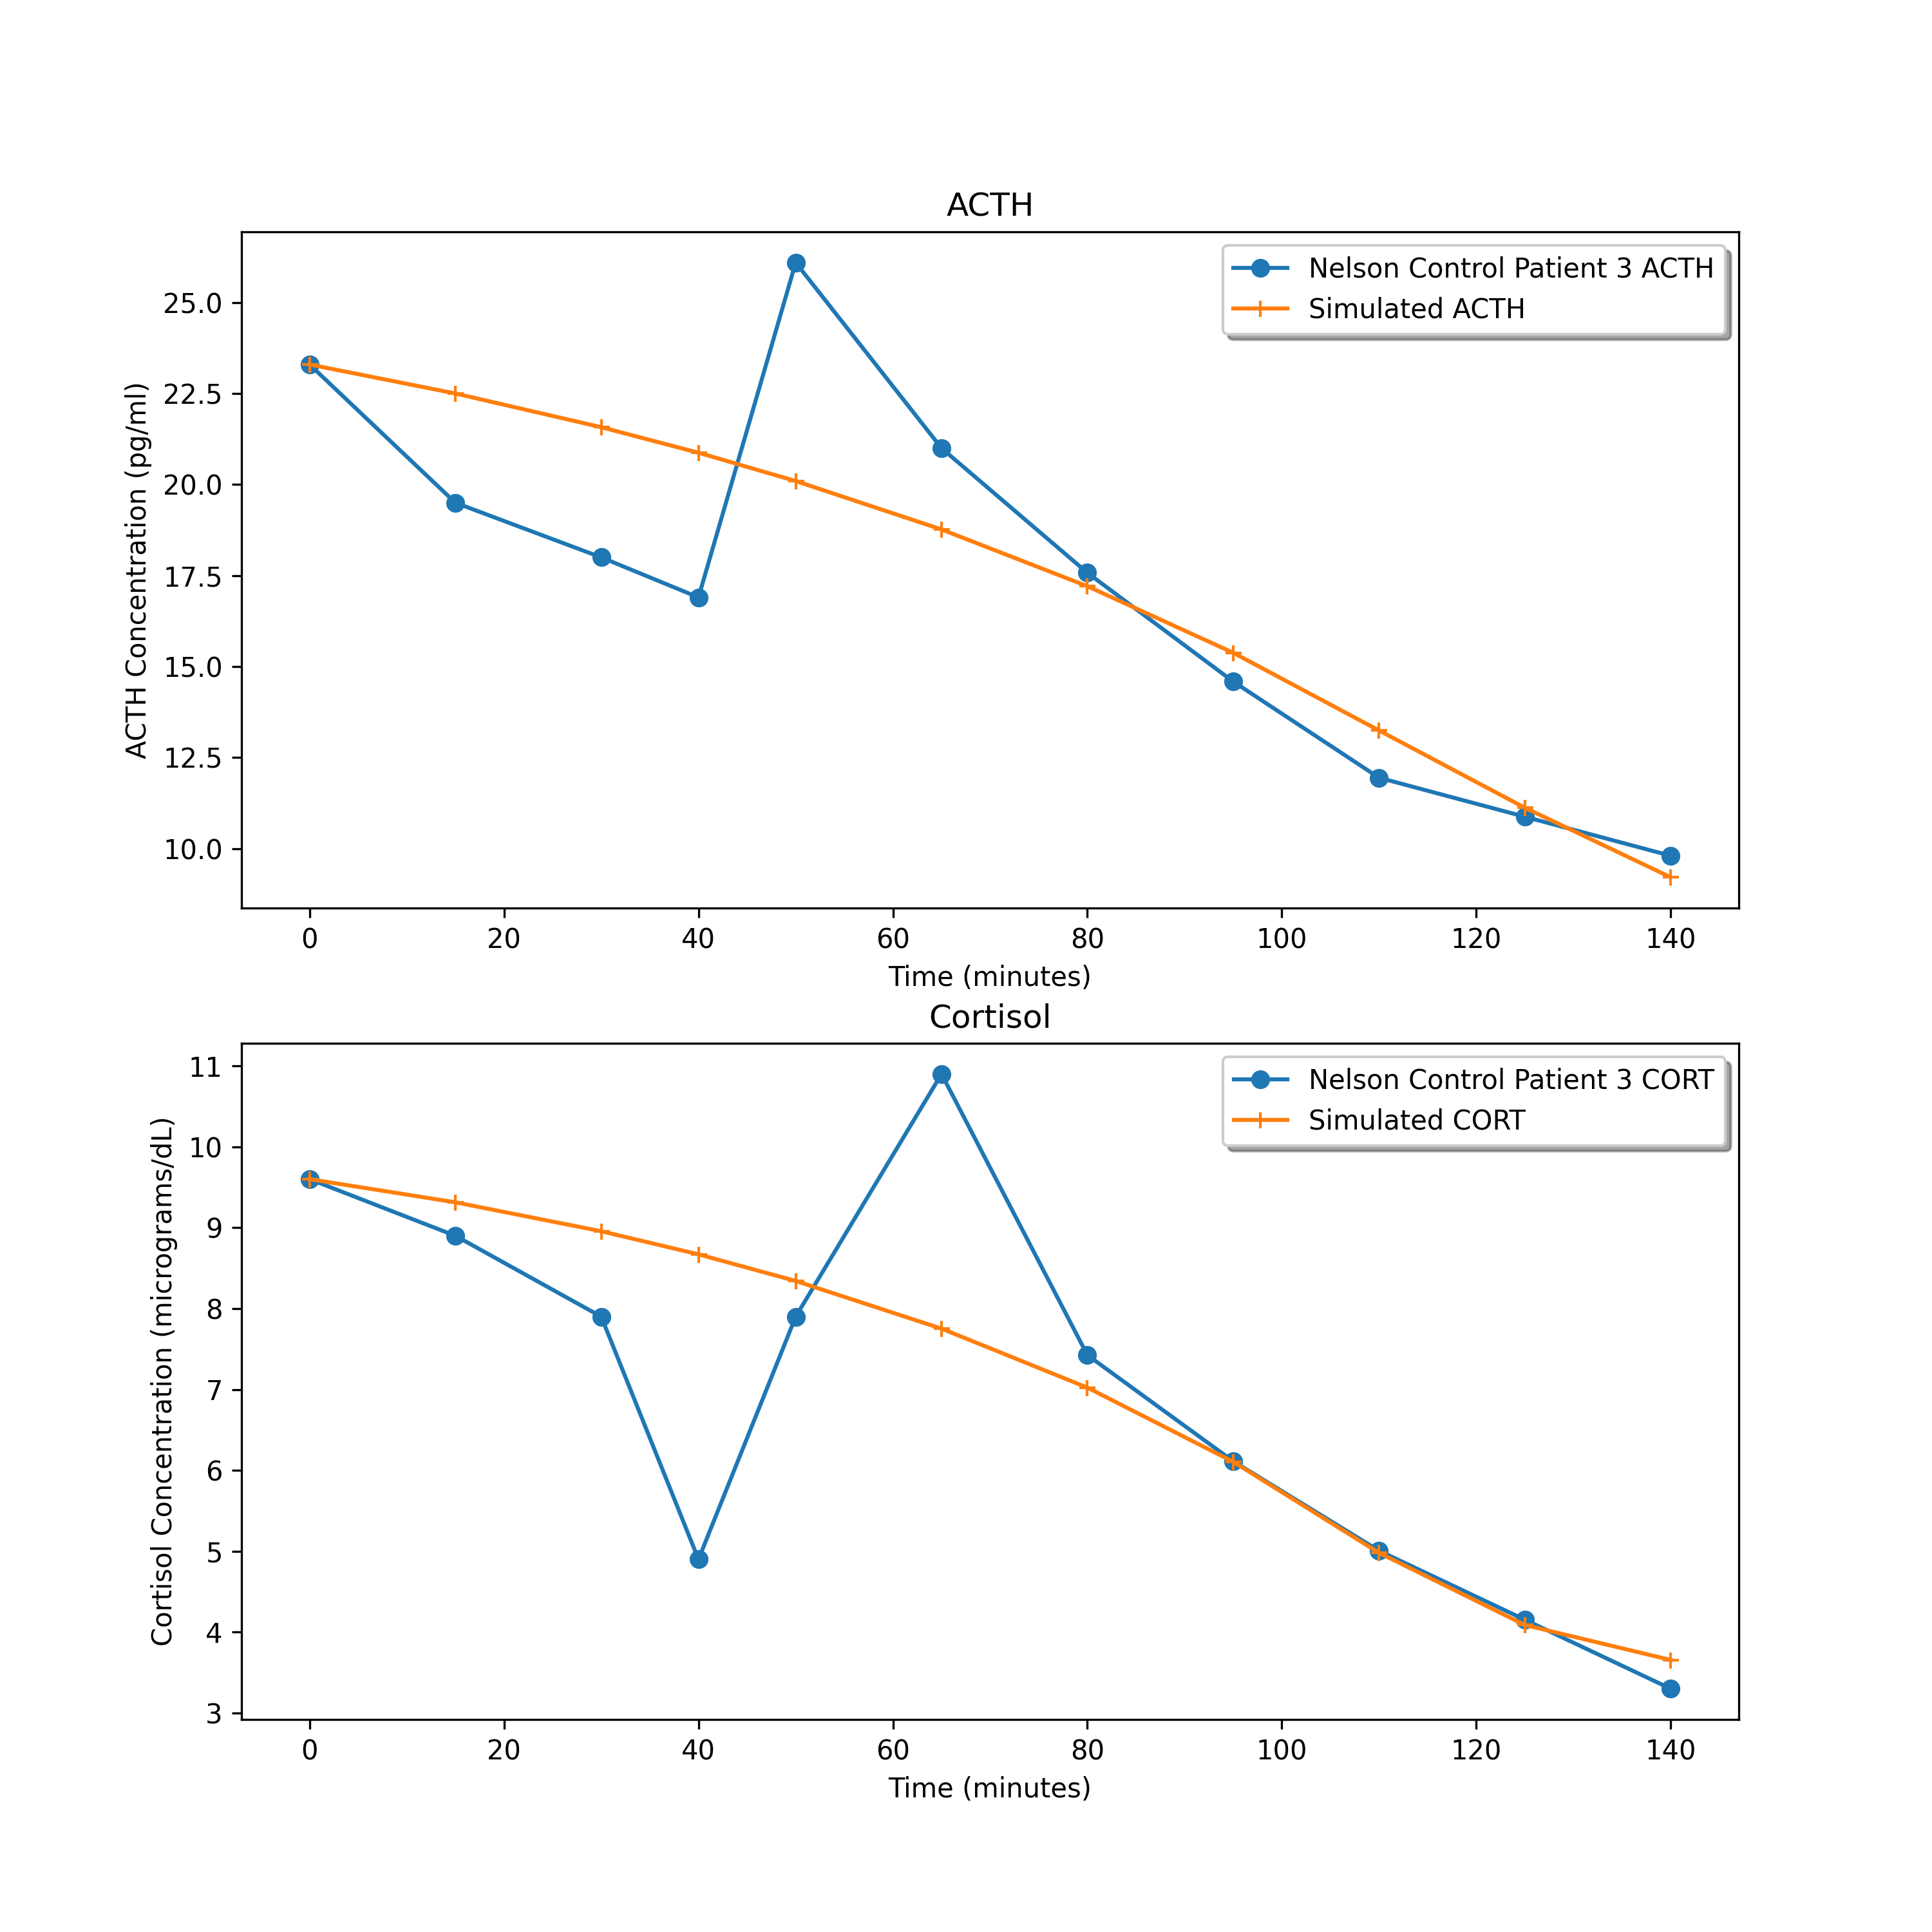 ACTH
Nelson Control Patient 3 ACTH
Simulated ACTH
ACTH Concentration (pg/ml)
25.0
22.5
20.0
17.5
15.0
12.5
10.0
0 20 40 60 80 100 120 140
Time (minutes)
Cortisol
Nelson Control Patient 3 CORT
Simulated CORT
Cortisol Concentration (micrograms/dL)
11
10
9
8
7
6
5
4
3
0 20 40 60 80 100 120 140
Time (minutes)